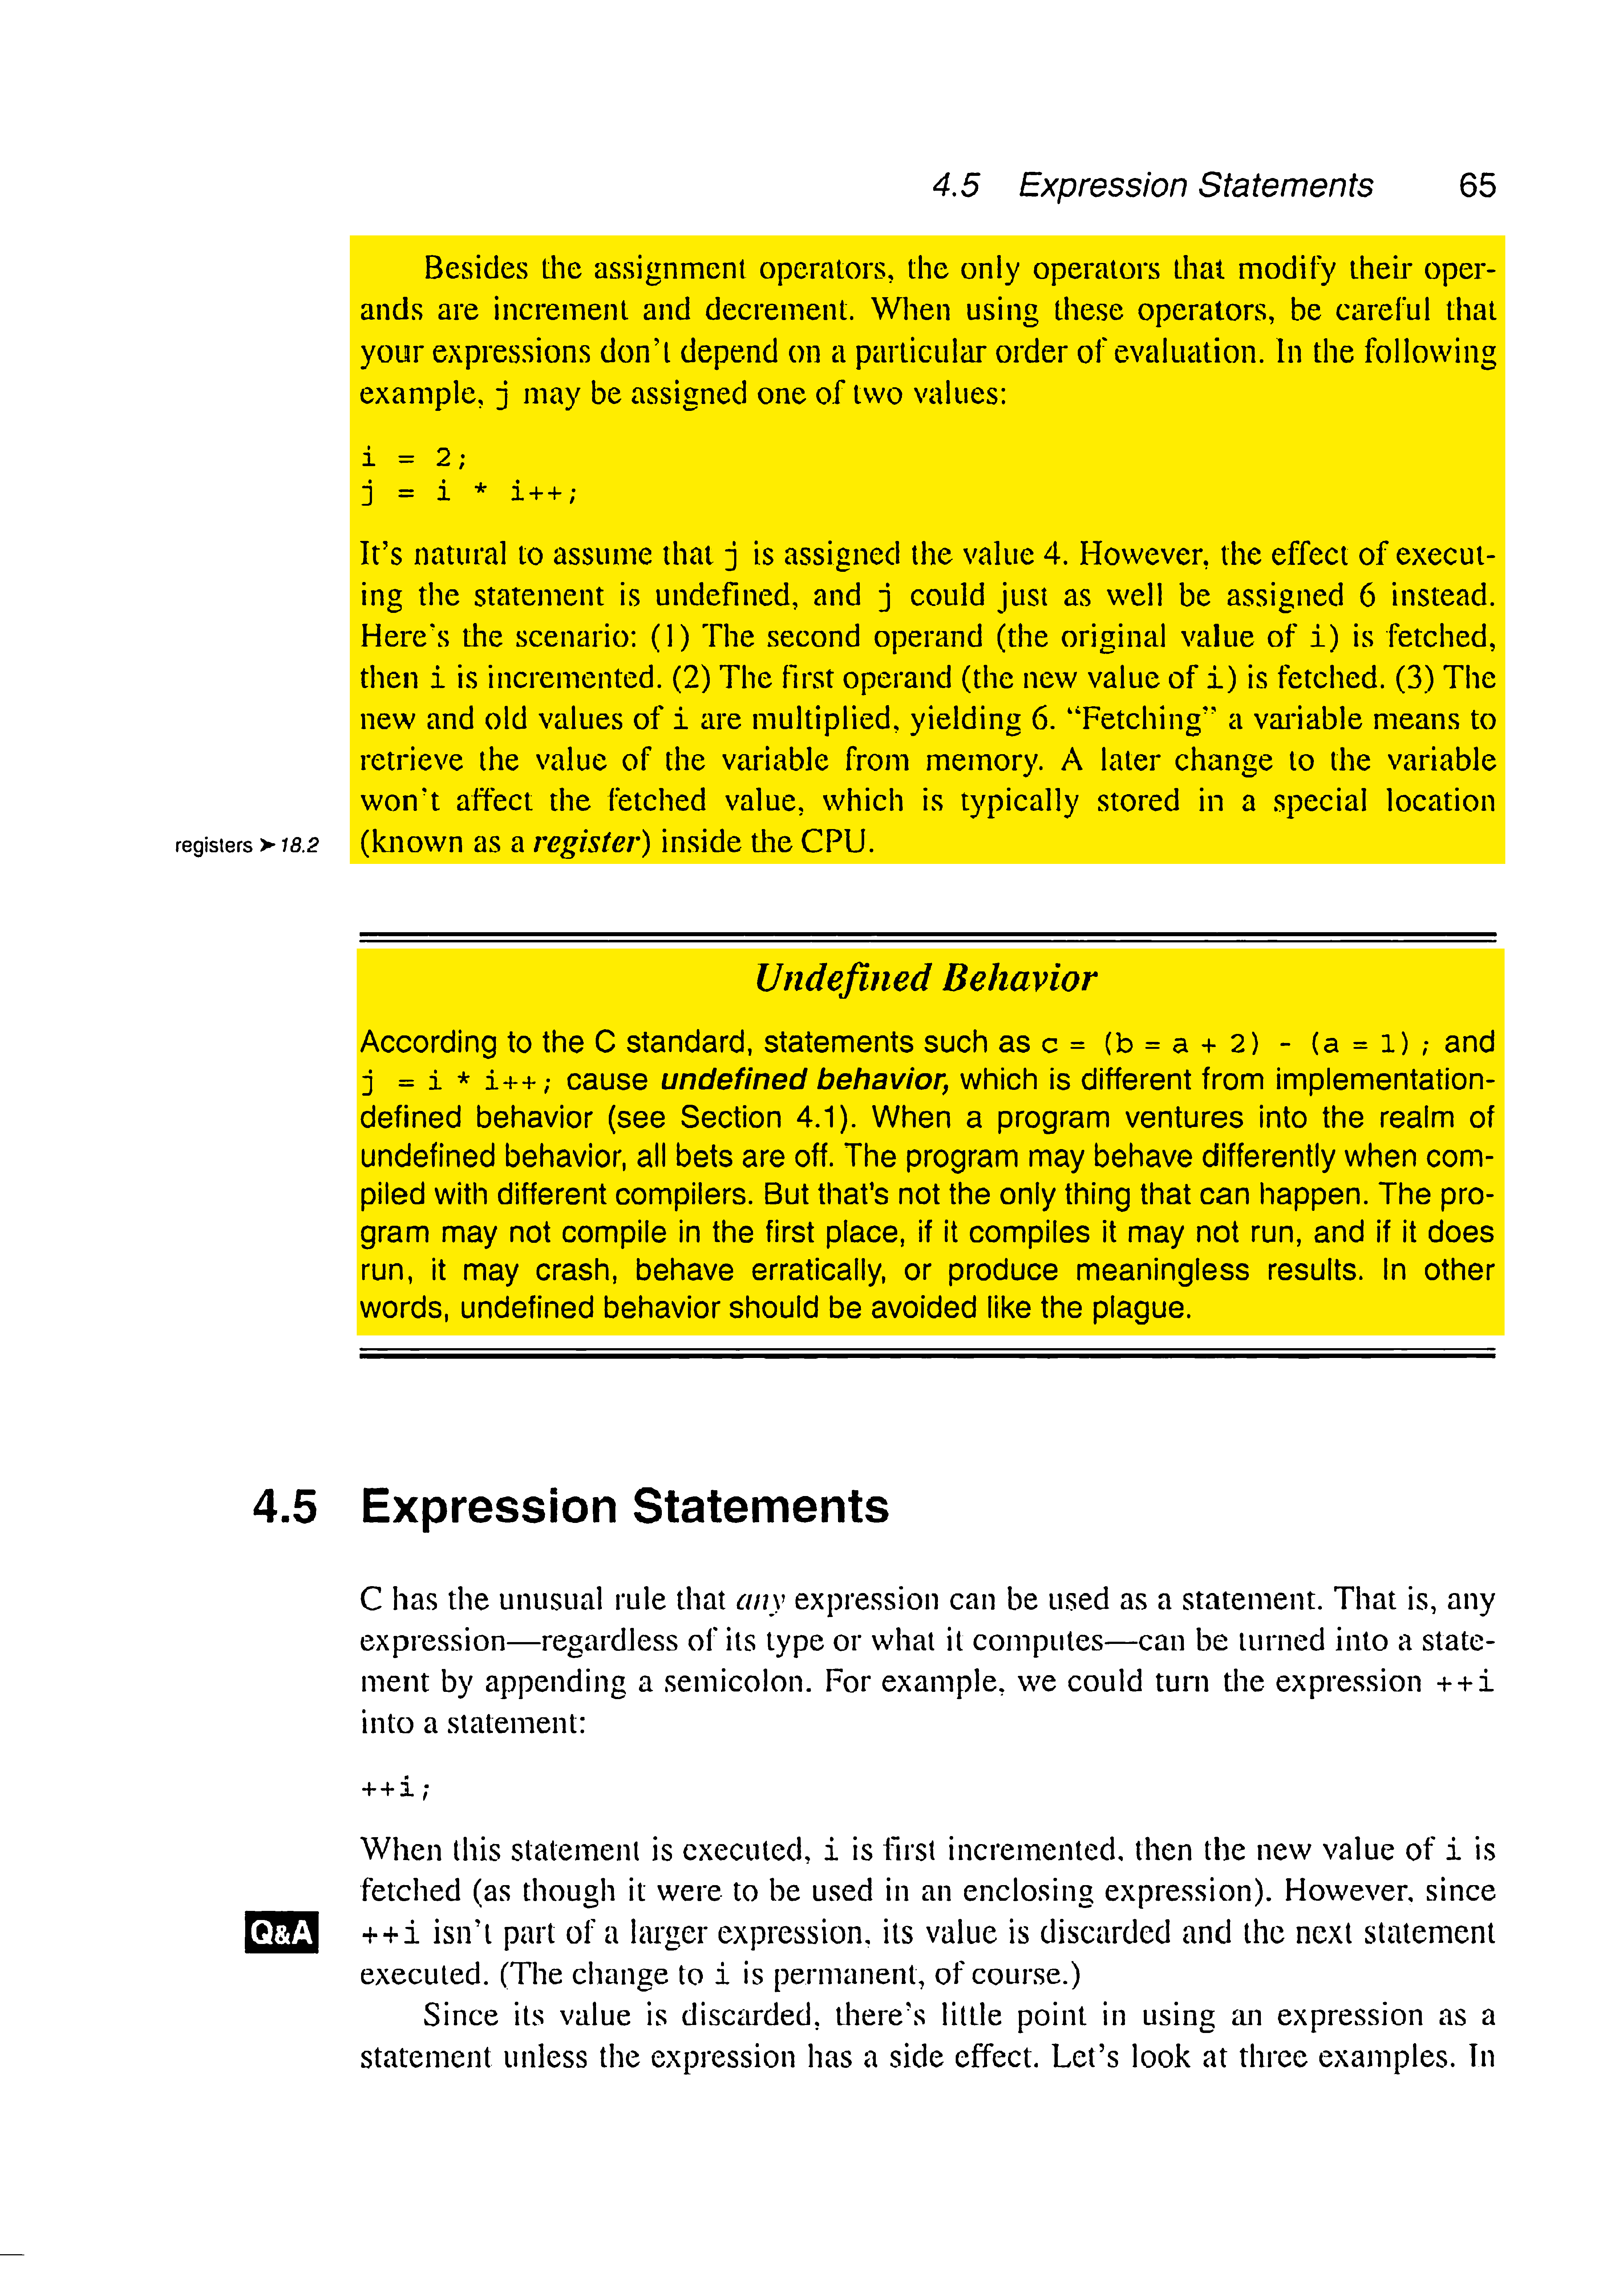 4.5 Expression Statements 65
Besides the assignment operators, the only operators that modify their oper-
ands are increment and decrement. When using these operators, be careful that
your expressions don't depend on a particular order of evaluation. In the following
example, j may be assigned one of two values:
i = 2;
j = i * i++;
It's natural to assume that j is assigned the value 4. However, the effect of execut-
ing the statement is undefined, and j could just as well be assigned 6 instead.
Here's the scenario: (1) The second operand (the original value of i) is fetched,
then i is incremented. (2) The first operand (the new value of i) is fetched. (3) The
new and old values of i are multiplied, yielding 6. “Fetching” a variable means to
retrieve the value of the variable from memory. A later change to the variable
won't affect the fetched value, which is typically stored in a special location
registers ➤ 18.2 (known as a register) inside the CPU.
Undefined Behavior
According to the C standard, statements such as c = (b = a + 2) - (a = 1) ; and
j = i * i++; cause undefined behavior, which is different from implementation-
defined behavior (see Section 4.1). When a program ventures into the realm of
undefined behavior, all bets are off. The program may behave differently when com-
piled with different compilers. But that's not the only thing that can happen. The pro-
gram may not compile in the first place, if it compiles it may not run, and if it does
run, it may crash, behave erratically, or produce meaningless results. In other
words, undefined behavior should be avoided like the plague.
4.5 Expression Statements
C has the unusual rule that any expression can be used as a statement. That is, any
expression—regardless of its type or what it computes—can be turned into a state-
ment by appending a semicolon. For example, we could turn the expression ++i
into a statement:
++i;
When this statement is executed, i is first incremented, then the new value of i is
fetched (as though it were to be used in an enclosing expression). However, since
Q&A ++i isn't part of a larger expression, its value is discarded and the next statement
executed. (The change to i is permanent, of course.)
Since its value is discarded, there's little point in using an expression as a
statement unless the expression has a side effect. Let's look at three examples. In